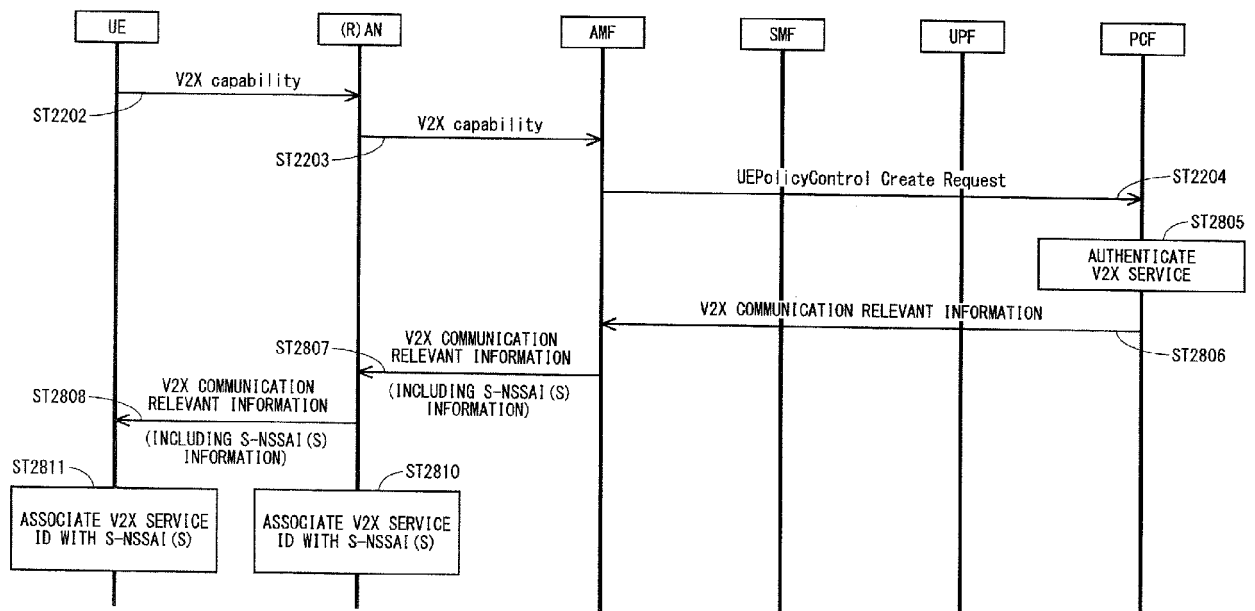 UE
(R)AN
AMF
SMF
UPF
PCF
V2X capability
ST2202
V2X capability
ST2203
UEPolicyControl Create Request
ST2204
ST2805
AUTHENTICATE
V2X SERVICE
V2X COMMUNICATION RELEVANT INFORMATION
ST2806
V2X COMMUNICATION
RELEVANT INFORMATION
ST2807
(INCLUDING S-NSSAI(S)
INFORMATION)
V2X COMMUNICATION
RELEVANT INFORMATION
ST2808
(INCLUDING S-NSSAI(S)
INFORMATION)
ST2811
ST2810
ASSOCIATE V2X SERVICE
ID WITH S-NSSAI(S)
ASSOCIATE V2X SERVICE
ID WITH S-NSSAI(S)